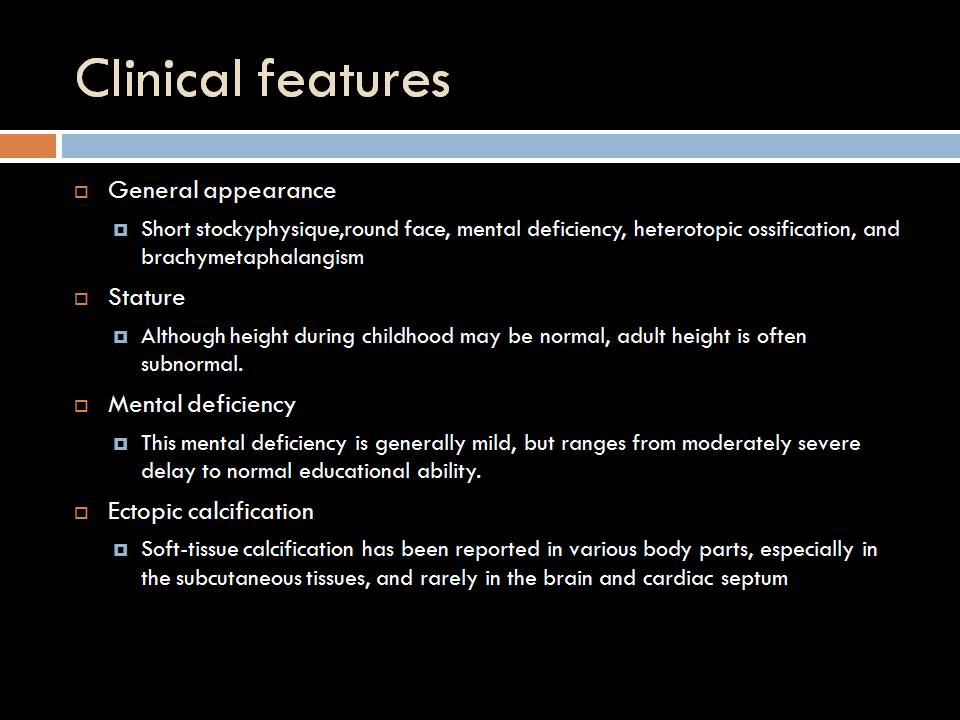 Clinical features
General appearance
Short stockyphysique,round face, mental deficiency, heterotopic ossification, and
brachymetaphalangism
Stature
Although height during childhood may be normal, adult height is often
subnormal.
Mental deficiency
This mental deficiency is generally mild, but ranges from moderately severe
delay to normal educational ability.
Ectopic calcification
Soft-tissue calcification has been reported in various body parts, especially in
the subcutaneous tissues, and rarely in the brain and cardiac septum